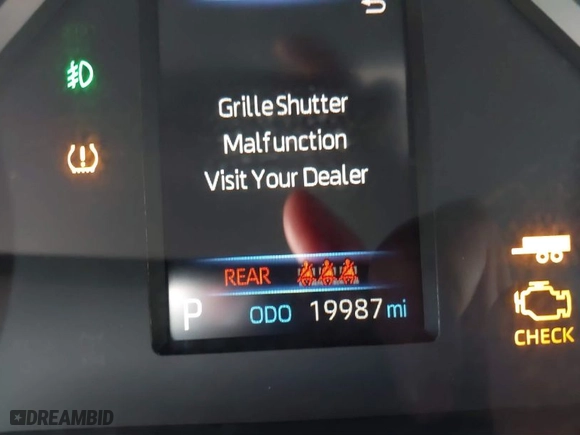 Grille Shutter
Malfunction
Visit Your Dealer
REAR
P ODO 19987 mi
CHECK
DREAMBID